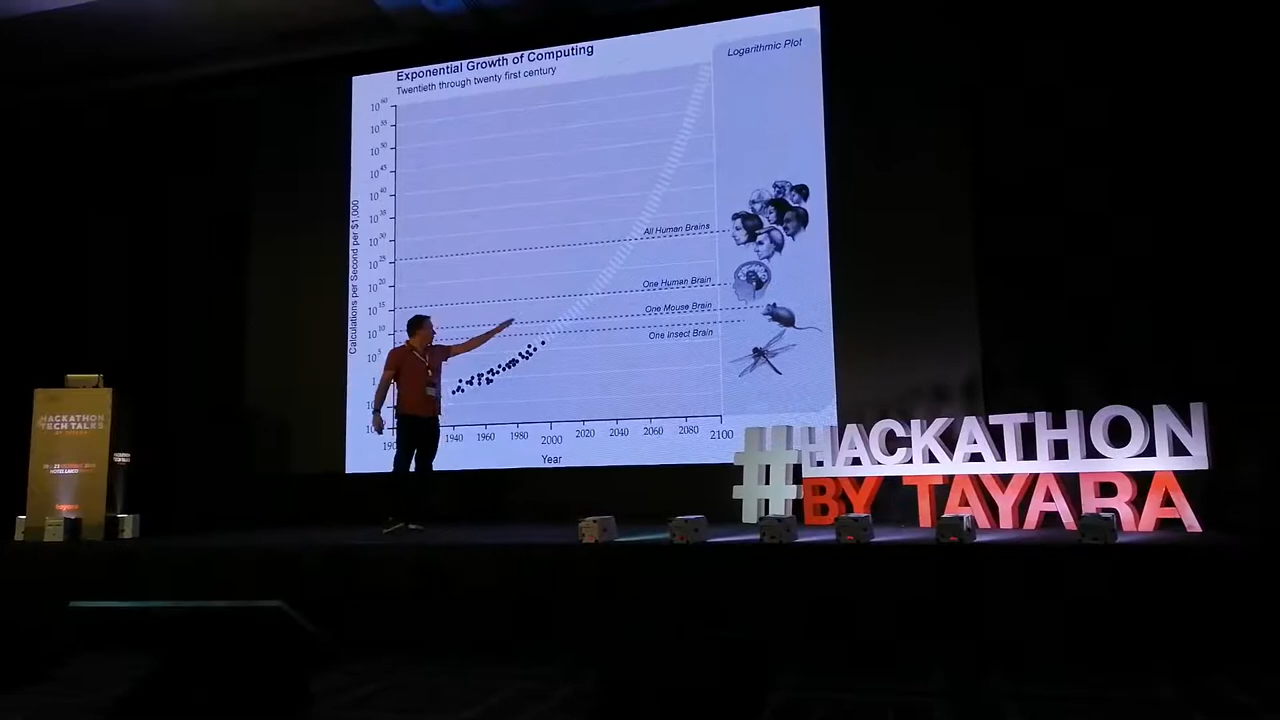 Exponential Growth of Computing
Twentieth through twenty first century
Logarithmic Plot
Calculations per Second per $1,000
10 60
10 55
10 50
10 45
10 40
10 35
10 30
10 25
10 20
10 15
10 10
10 5
1
All Human Brains
One Human Brain
One Mouse Brain
One Insect Brain
1940 1960 1980 2000 2020 2040 2060 2080 2100
Year
#HACKATHON
BY TAYARA
#HACKATHON
TECH TALKS
BY TAYARA
tayara